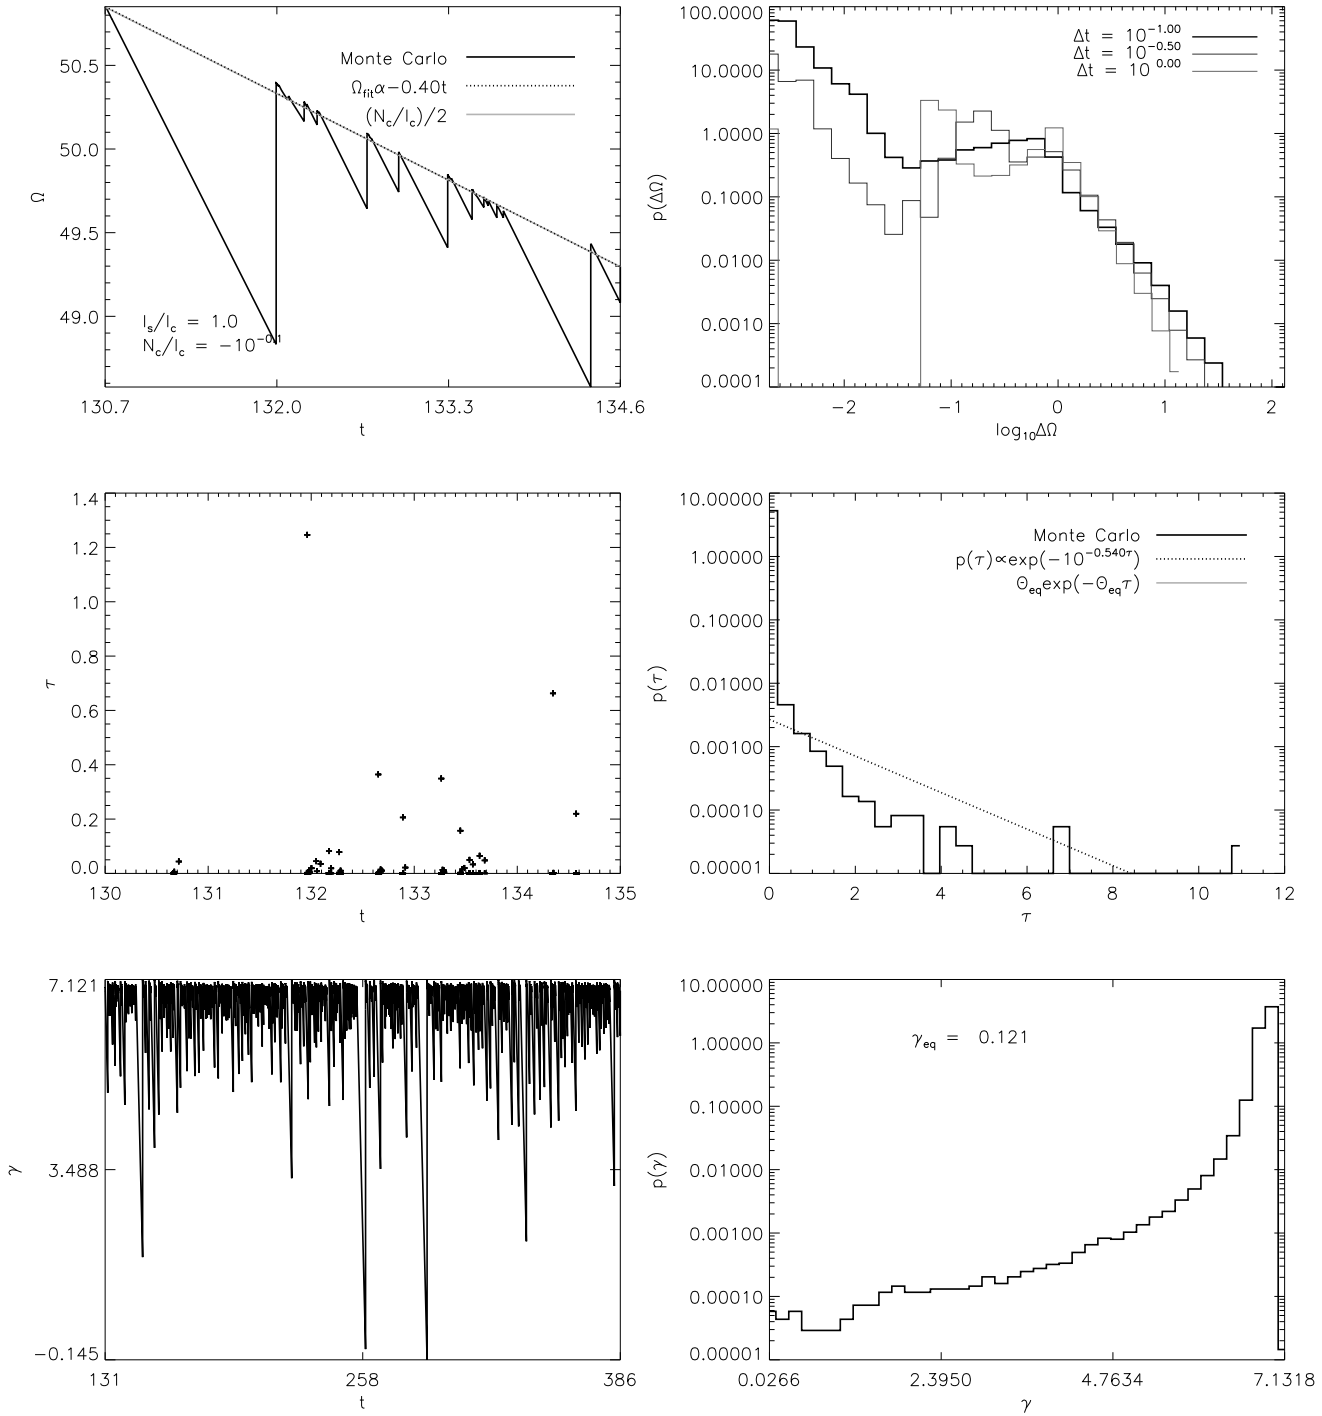 50.5
50.0
49.5
49.0
Ω
Monte Carlo
Ω_fit α−0.40t
(N_c/I_c)/2
I_s/I_c = 1.0
N_c/I_c = −10^−0.1
130.7 132.0 133.3 134.6
t
100.0000
10.0000
1.0000
0.1000
0.0100
0.0010
0.0001
p(ΔΩ)
Δt = 10^−1.00
Δt = 10^−0.50
Δt = 10^0.00
−2 −1 0 1 2
log₁₀ΔΩ
1.4
1.2
1.0
0.8
0.6
0.4
0.2
0.0
τ
130 131 132 133 134 135
t
10.00000
1.00000
0.10000
0.01000
0.00100
0.00010
0.00001
p(τ)
Monte Carlo
p(τ)∝exp(−10^−0.540τ)
Θ_eq exp(−Θ_eq τ)
0 2 4 6 8 10 12
τ
7.121
3.488
−0.145
γ
131 258 386
t
10.00000
1.00000
0.10000
0.01000
0.00100
0.00010
0.00001
p(γ)
γ_eq = 0.121
0.0266 2.3950 4.7634 7.1318
γ